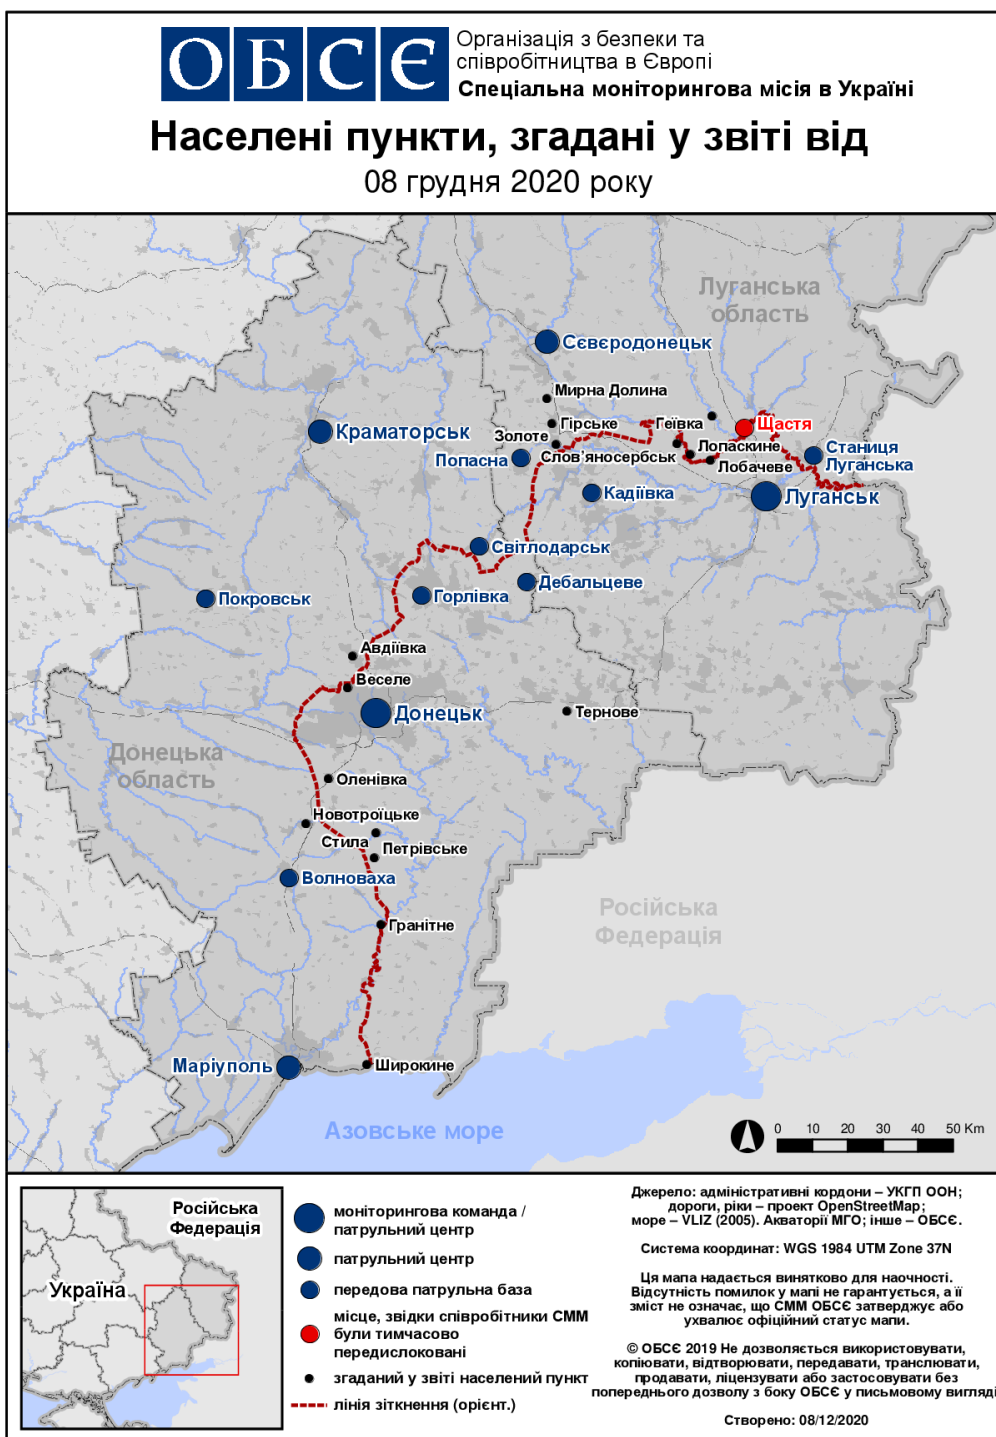 ОБСЄ
Організація з безпеки та
співробітництва в Європі
Спеціальна моніторингова місія в Україні
Населені пункти, згадані у звіті від
08 грудня 2020 року
Луганська
область
Сєвєродонецьк
Мирна Долина
Гірське
Золоте
Геївка
Щастя
Краматорськ
Попасна
Слов'яносербськ
Лопаскине
Лобачеве
Станиця
Луганська
Кадіївка
Луганськ
Світлодарськ
Дебальцеве
Горлівка
Покровськ
Авдіївка
Веселе
Донецьк
Тернове
Донецька
область
Оленівка
Новотроїцьке
Стила
Петрівське
Волноваха
Гранітне
Російська
Федерація
Маріуполь
Широкине
Азовське море
0 10 20 30 40 50 Km
Російська
Федерація
Україна
моніторингова команда /
патрульний центр
патрульний центр
передова патрульна база
місце, звідки співробітники СММ
були тимчасово
передислоковані
згаданий у звіті населений пункт
лінія зіткнення (орієнт.)
Джерело: адміністративні кордони – УКГП ООН;
дороги, ріки – проект OpenStreetMap;
море – VLIZ (2005). Акваторії МГО; інше – ОБСЄ.
Система координат: WGS 1984 UTM Zone 37N
Ця мапа надається винятково для наочності.
Відсутність помилок у мапі не гарантується, а її
зміст не означає, що СММ ОБСЄ затверджує або
ухвалює офіційний статус мапи.
© ОБСЄ 2019 Не дозволяється використовувати,
копіювати, відтворювати, передавати, транслювати,
продавати, ліцензувати або застосовувати без
попереднього дозволу з боку ОБСЄ у письмовому вигляді
Створено: 08/12/2020